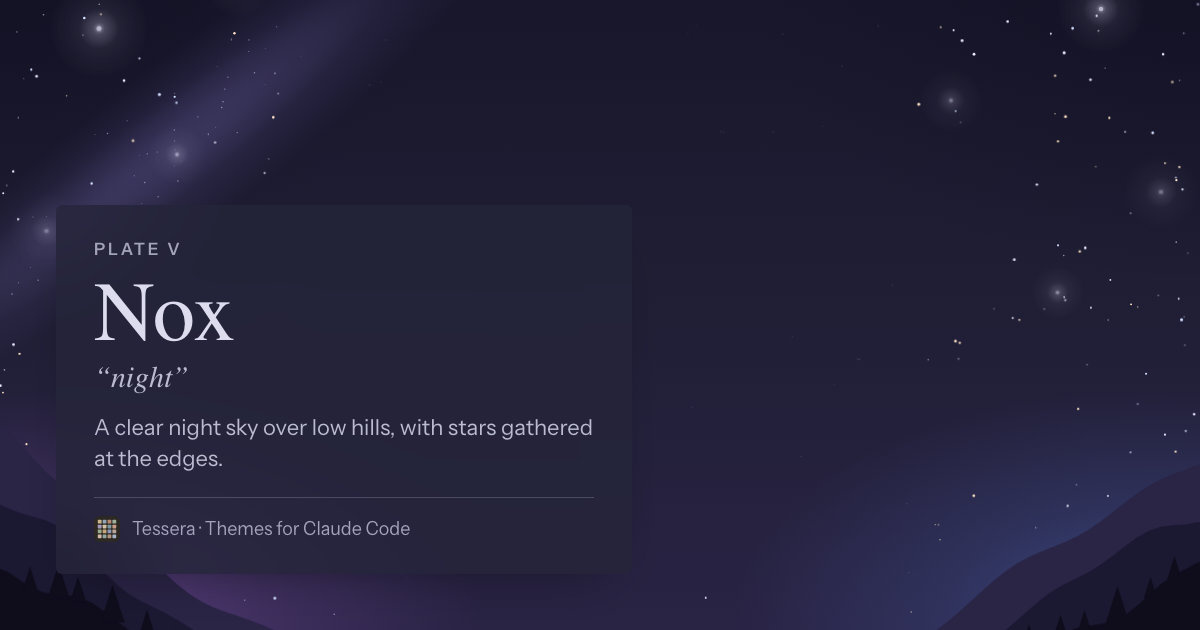 PLATE V
Nox
“night”
A clear night sky over low hills, with stars gathered
at the edges.
Tessera · Themes for Claude Code